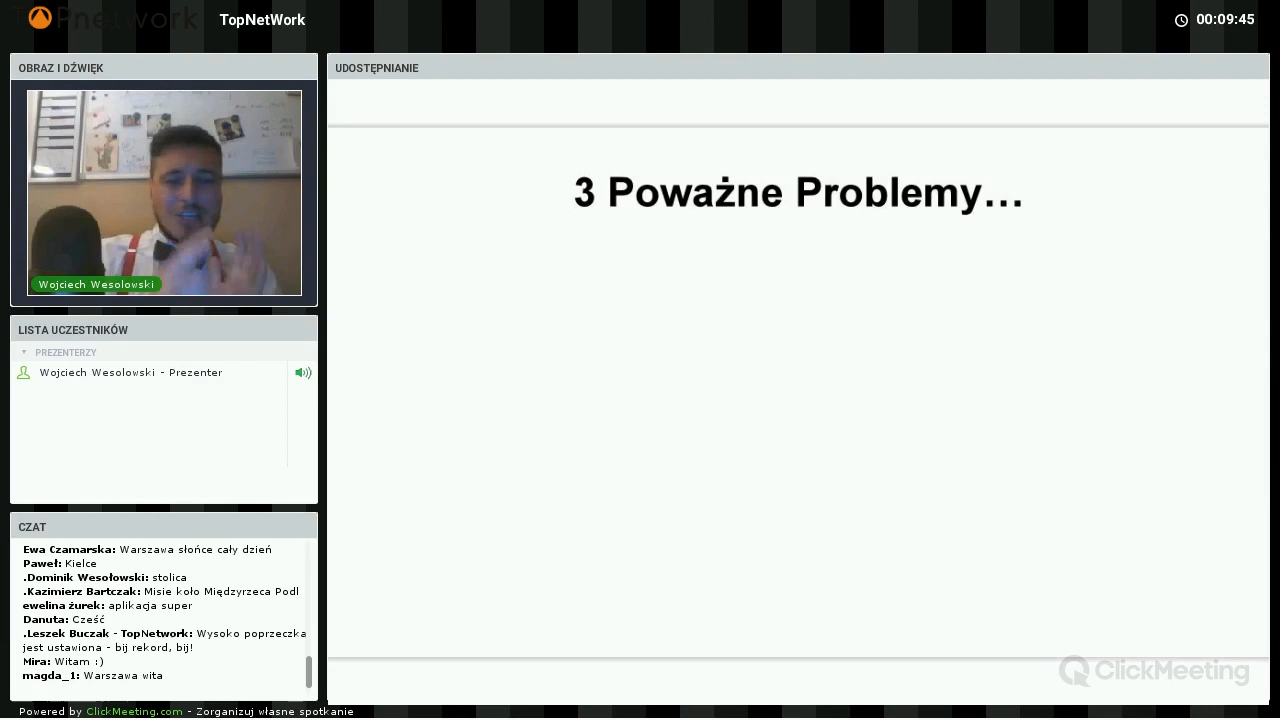 TOPnetwork
TopNetWork
00:09:45
OBRAZ I DŹWIĘK
Wojciech Wesolowski
LISTA UCZESTNIKÓW
PREZENTERZY
Wojciech Wesolowski - Prezenter
CZAT
Ewa Czamarska: Warszawa słońce cały dzień
Paweł: Kielce
.Dominik Wesołowski: stolica
.Kazimierz Bartczak: Misie koło Międzyrzeca Podl
ewelina żurek: aplikacja super
Danuta: Cześć
.Leszek Buczak - TopNetwork: Wysoko poprzeczka
jest ustawiona - bij rekord, bij!
Mira: Witam :)
magda_1: Warszawa wita
Powered by ClickMeeting.com - Zorganizuj własne spotkanie
UDOSTĘPNIANIE
3 Poważne Problemy...
ClickMeeting